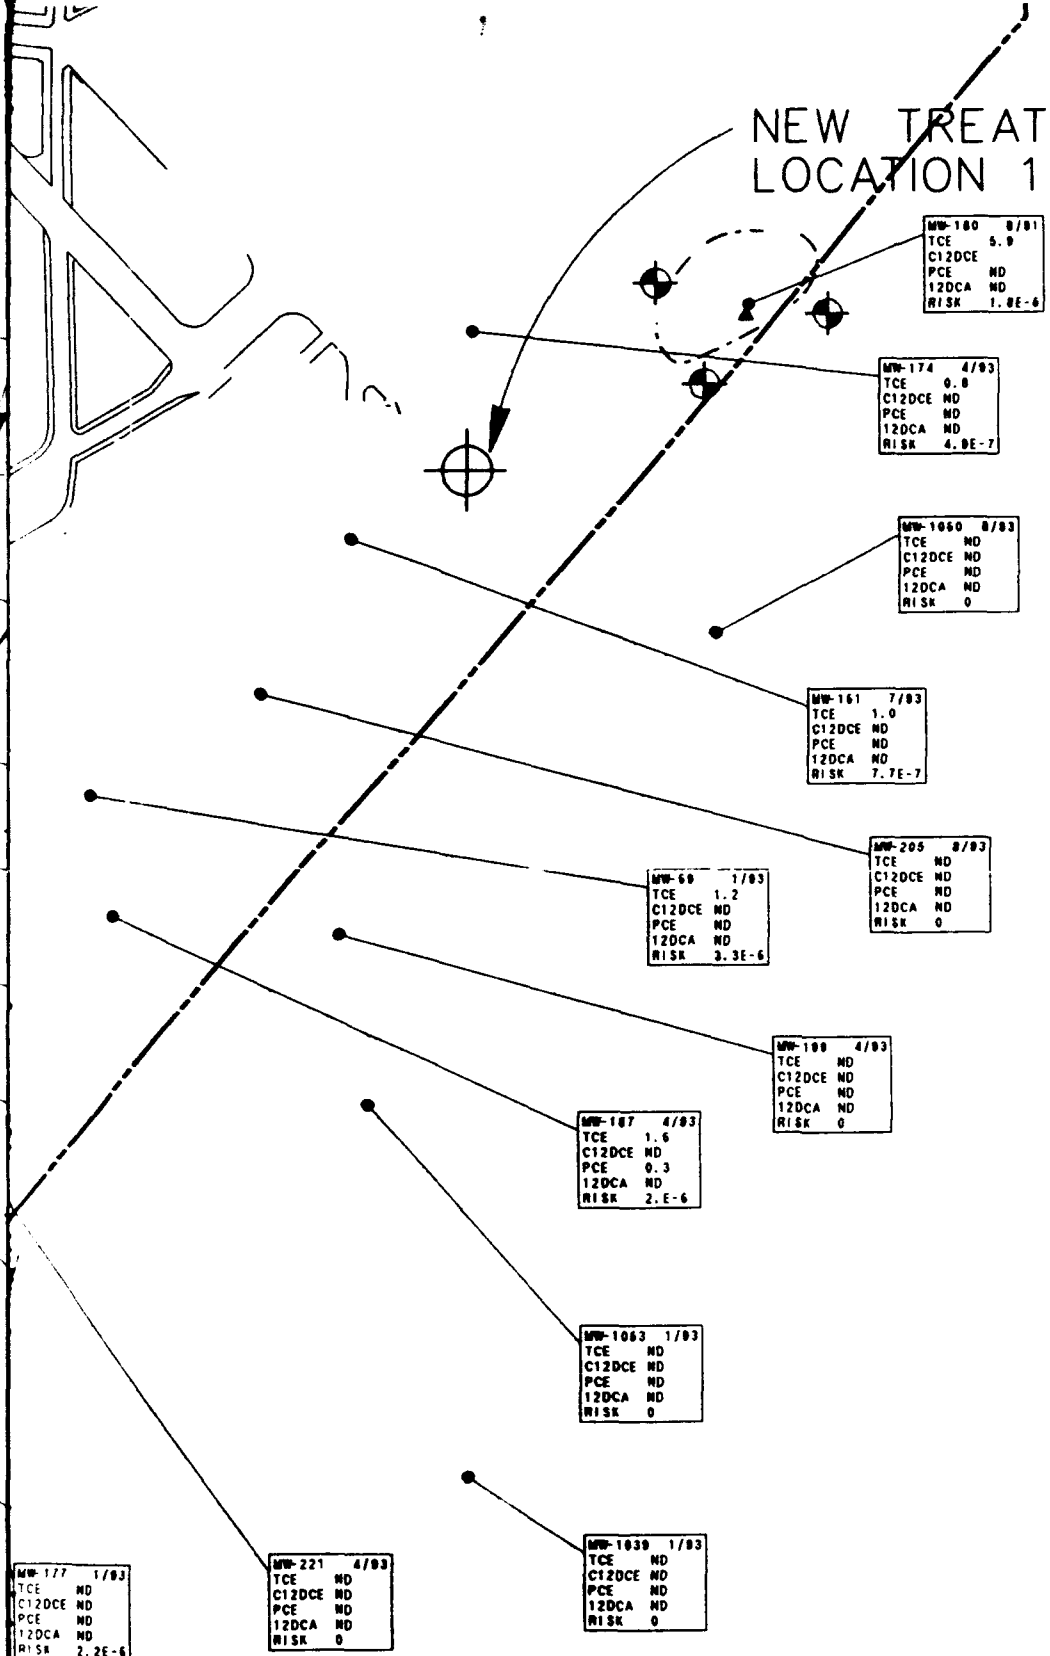 NEW TREAT
LOCATION 1
MW-180 8/91
TCE 5.9
C12DCE
PCE ND
12DCA ND
RISK 1.8E-6
MW-174 4/93
TCE 0.8
C12DCE ND
PCE ND
12DCA ND
RISK 4.9E-7
MW-1060 8/93
TCE ND
C12DCE ND
PCE ND
12DCA ND
RISK 0
MW-161 7/93
TCE 1.0
C12DCE ND
PCE ND
12DCA ND
RISK 7.7E-7
MW-205 8/93
TCE ND
C12DCE ND
PCE ND
12DCA ND
RISK 0
MW-69 1/93
TCE 1.2
C12DCE ND
PCE ND
12DCA ND
RISK 3.3E-6
MW-199 4/93
TCE ND
C12DCE ND
PCE ND
12DCA ND
RISK 0
MW-187 4/93
TCE 1.6
C12DCE ND
PCE 0.3
12DCA ND
RISK 2.E-6
MW-1063 1/93
TCE ND
C12DCE ND
PCE ND
12DCA ND
RISK 0
MW-1039 1/93
TCE ND
C12DCE ND
PCE ND
12DCA ND
RISK 0
MW-221 4/93
TCE ND
C12DCE ND
PCE ND
12DCA ND
RISK 0
MW-177 1/93
TCE ND
C12DCE ND
PCE ND
12DCA ND
RISK 2.2E-6